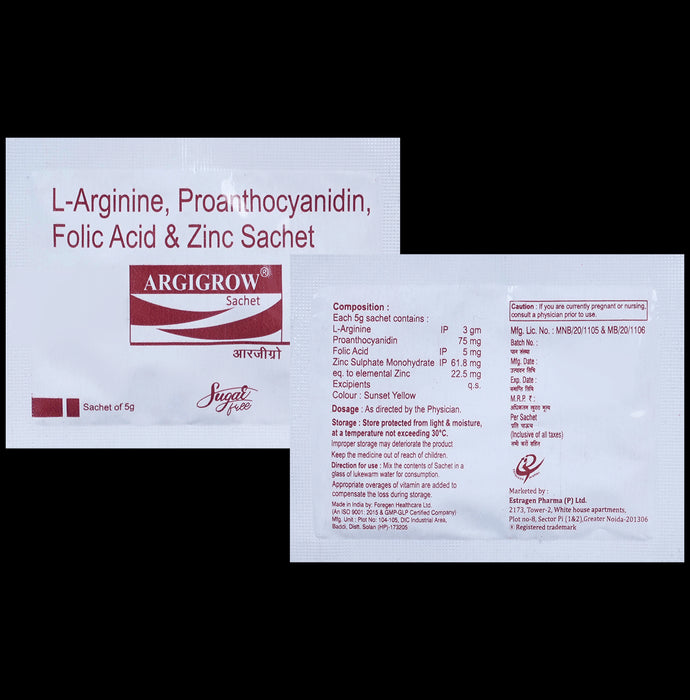 L-Arginine, Proanthocyanidin,
Folic Acid & Zinc Sachet
ARGIGROW®
Sachet
आरजीग्रो
Sugar
free
Sachet of 5g
Composition :
Each 5g sachet contains :
L-Arginine IP 3 gm
Proanthocyanidin 75 mg
Folic Acid IP 5 mg
Zinc Sulphate Monohydrate IP 61.8 mg
eq. to elemental Zinc 22.5 mg
Excipients q.s.
Colour : Sunset Yellow
Dosage : As directed by the Physician.
Storage : Store protected from light & moisture,
at a temperature not exceeding 30°C.
Improper storage may deteriorate the product
Keep the medicine out of reach of children.
Direction for use : Mix the contents of Sachet in a
glass of lukewarm water for consumption.
Appropriate overages of vitamin are added to
compensate the loss during storage.
Made in India by: Foregen Healthcare Ltd.
(An ISO 9001: 2015 & GMP-GLP Certified Company)
Mfg. Unit : Plot No: 104-105, DIC Industrial Area,
Baddi, Distt. Solan (HP)-173205
Caution : If you are currently pregnant or nursing,
consult a physician prior to use.
Mfg. Lic. No. : MNB/20/1105 & MB/20/1106
Batch No. :
पान संख्या
Mfg. Date :
उत्पादन तिथि
Exp. Date :
समाप्ति तिथि
M.R.P. ₹ :
अधिकतम खुदरा मूल्य
Per Sachet
प्रति पाऊच
(Inclusive of all taxes)
सभी करों सहित
Marketed by :
Estragen Pharma (P) Ltd.
2173, Tower-2, White house apartments,
Plot no-8, Sector Pi (1&2),Greater Noida-201306
® Registered trademark